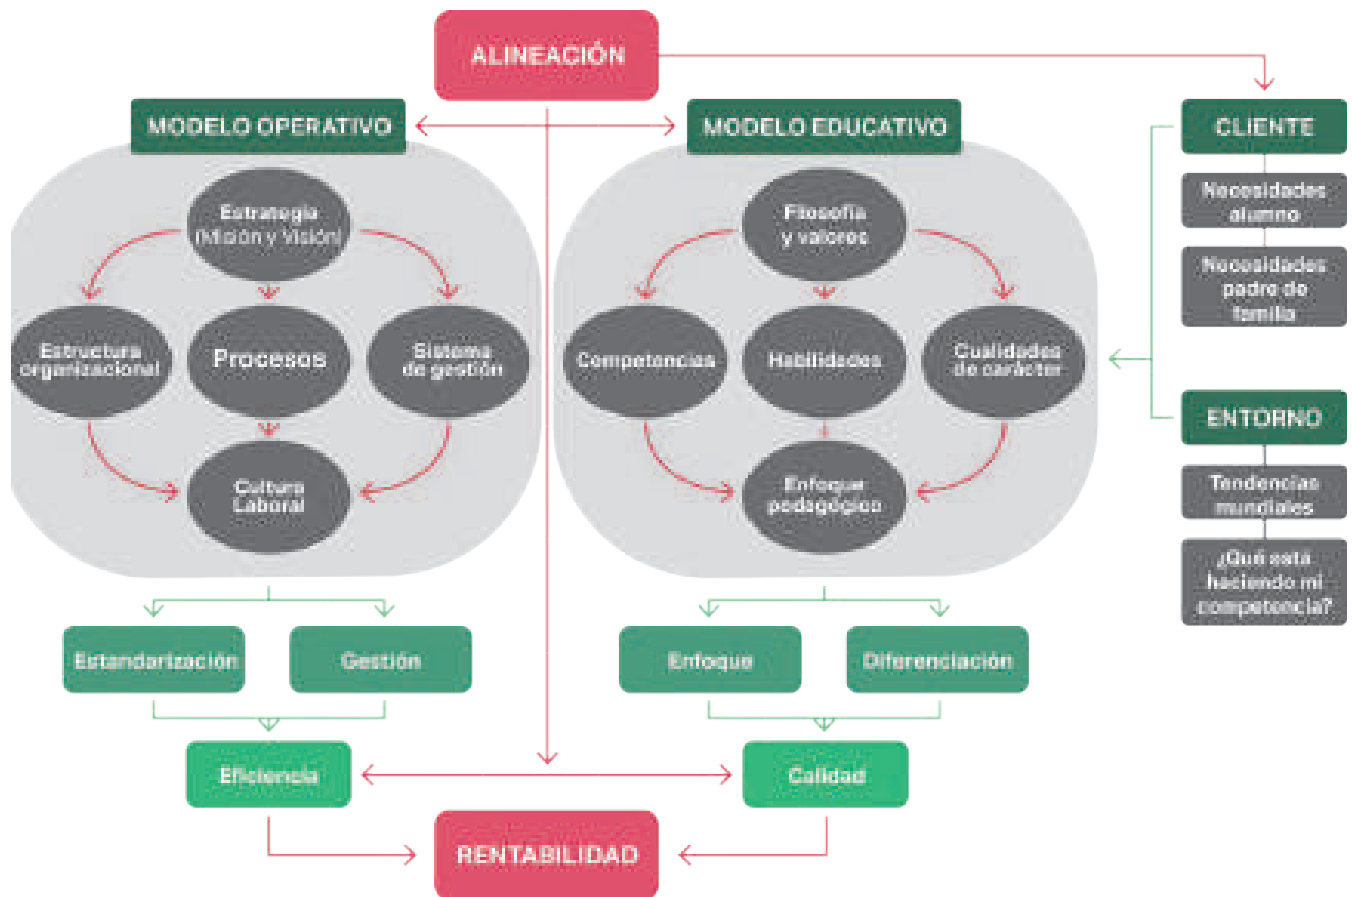 ALINEACIÓN
MODELO OPERATIVO
MODELO EDUCATIVO
CLIENTE
Necesidades
alumno
Necesidades
padre de
familia
Estrategia
(Misión y Visión)
Estructura
organizacional
Procesos
Sistema
de gestión
Cultura
Laboral
Filosofía
y valores
Competencias
Habilidades
Cualidades
de carácter
Enfoque
pedagógico
ENTORNO
Tendencias
mundiales
¿Qué está
haciendo mi
competencia?
Estandarización
Gestión
Enfoque
Diferenciación
Eficiencia
Calidad
RENTABILIDAD